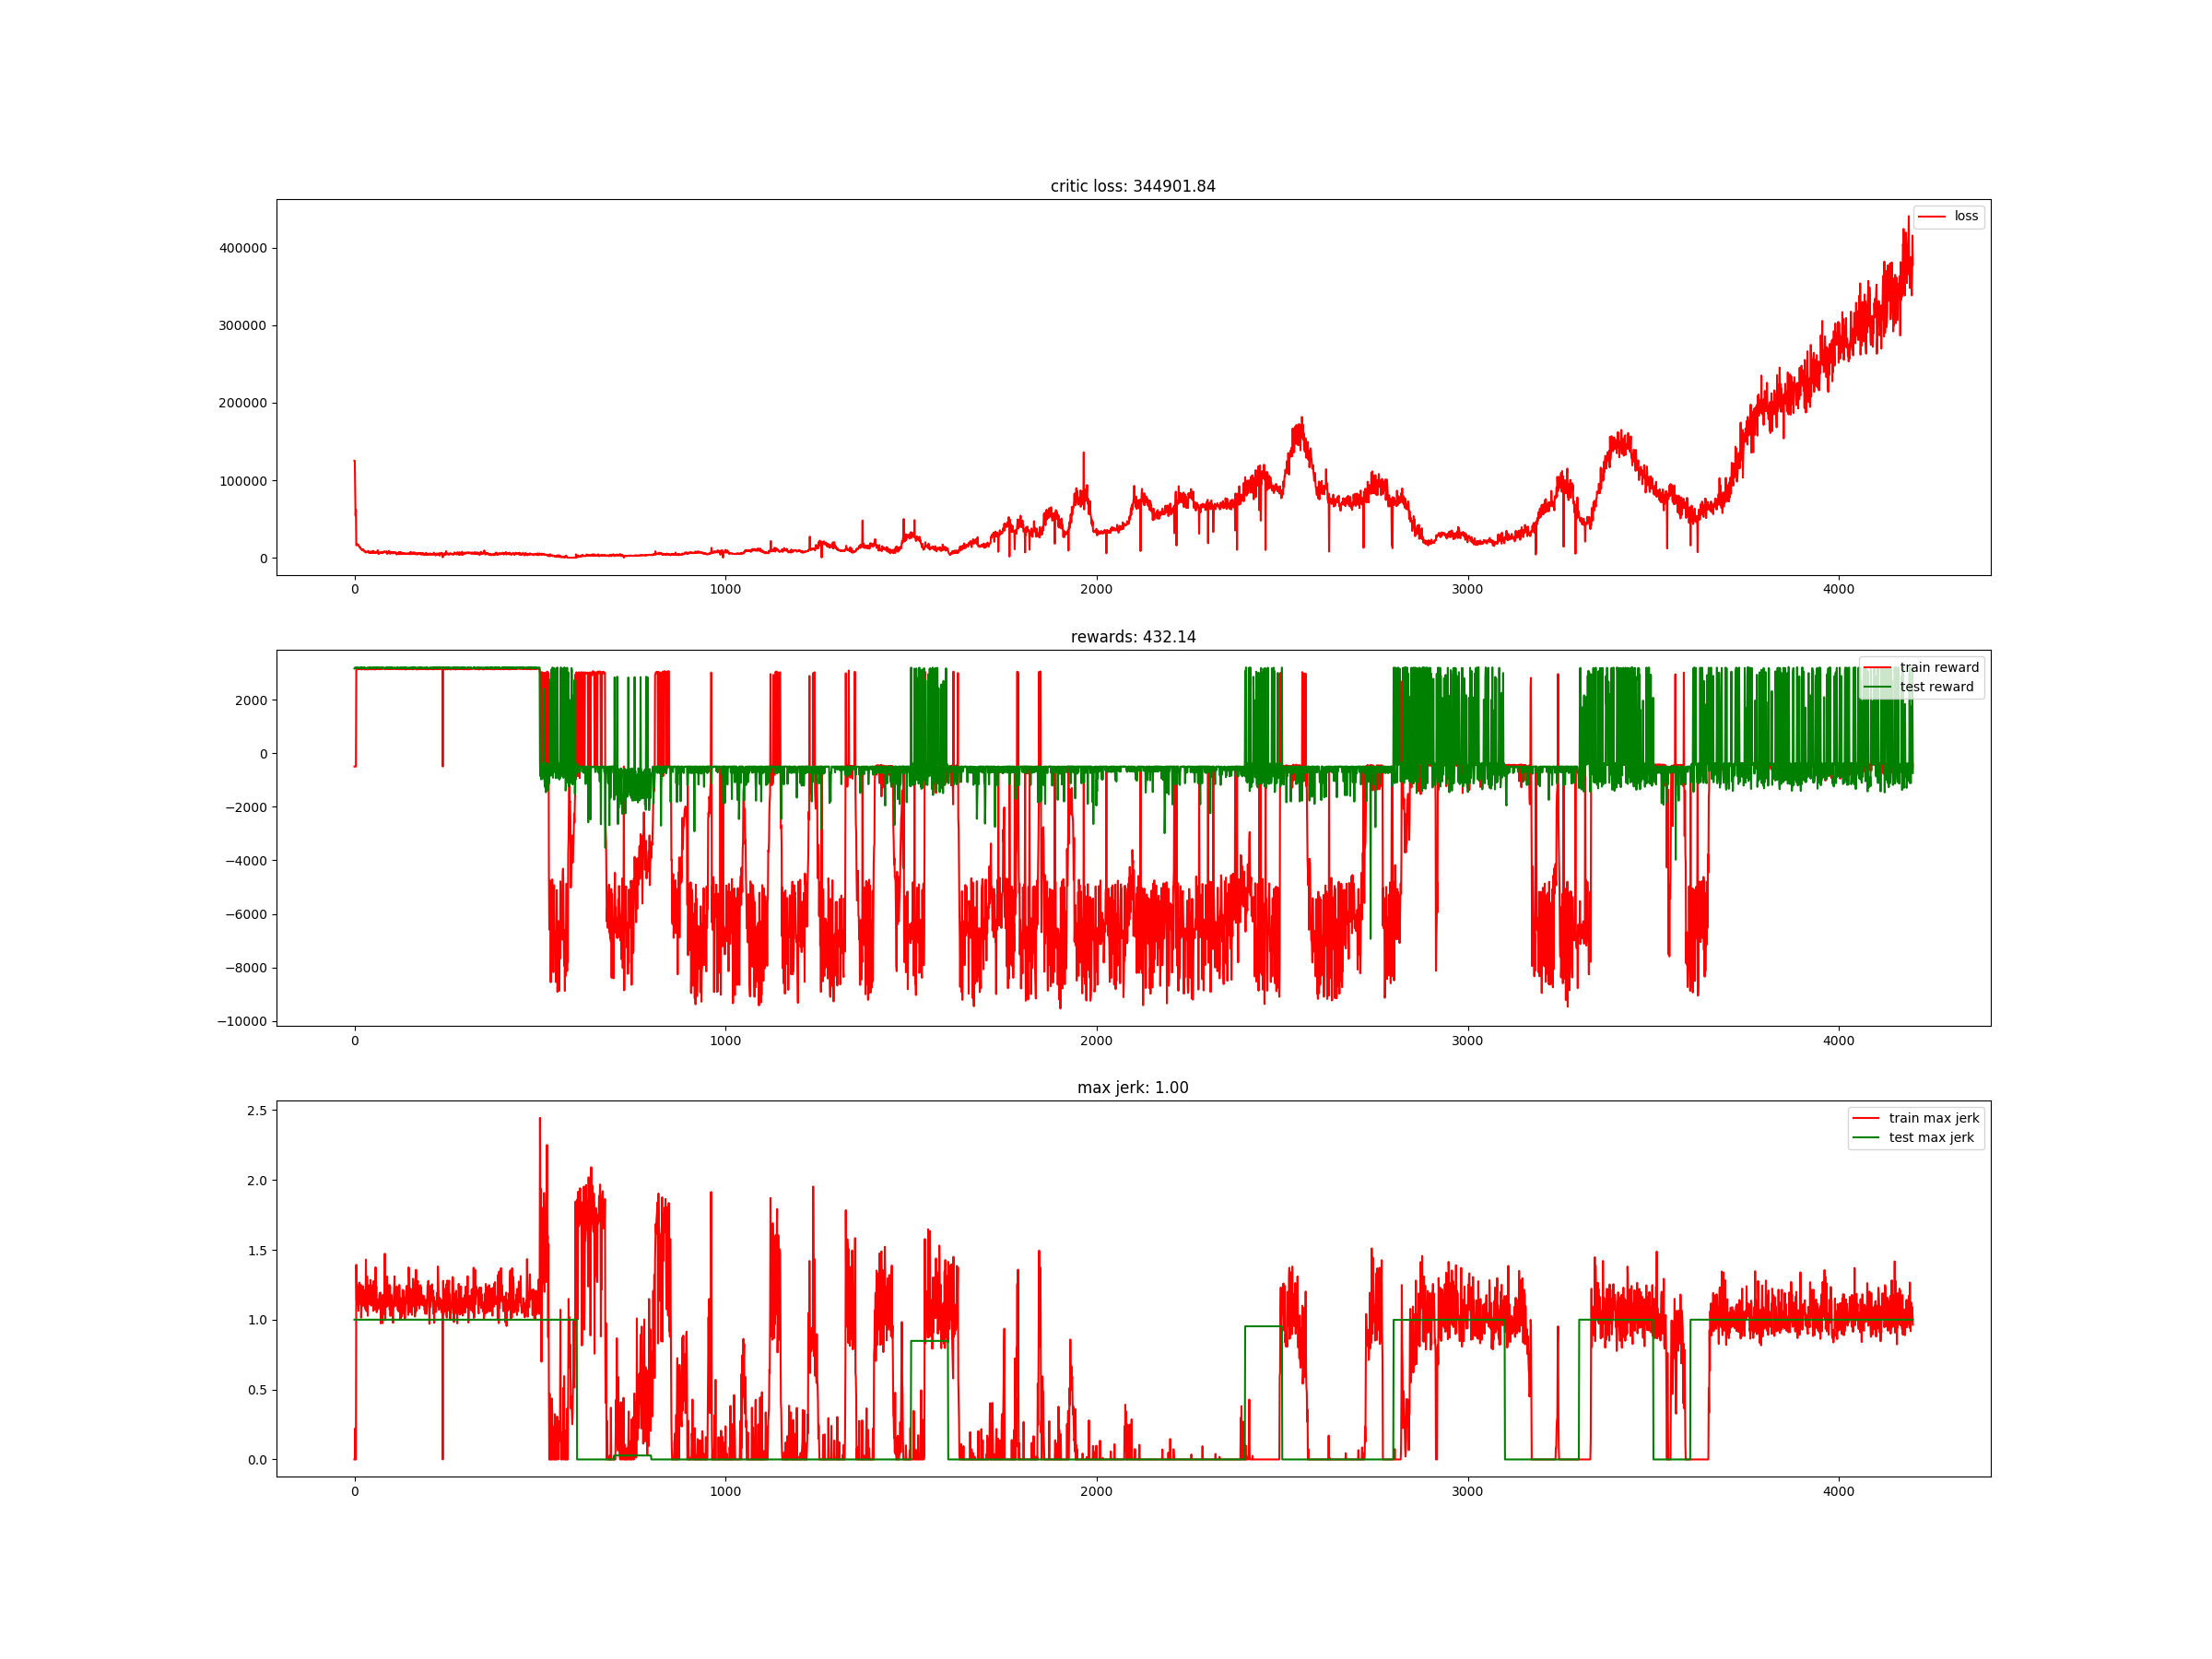 critic loss: 344901.84
loss
400000
300000
200000
100000
0
0 1000 2000 3000 4000
rewards: 432.14
train reward
test reward
2000
0
−2000
−4000
−6000
−8000
−10000
0 1000 2000 3000 4000
max jerk: 1.00
train max jerk
test max jerk
2.5
2.0
1.5
1.0
0.5
0.0
0 1000 2000 3000 4000